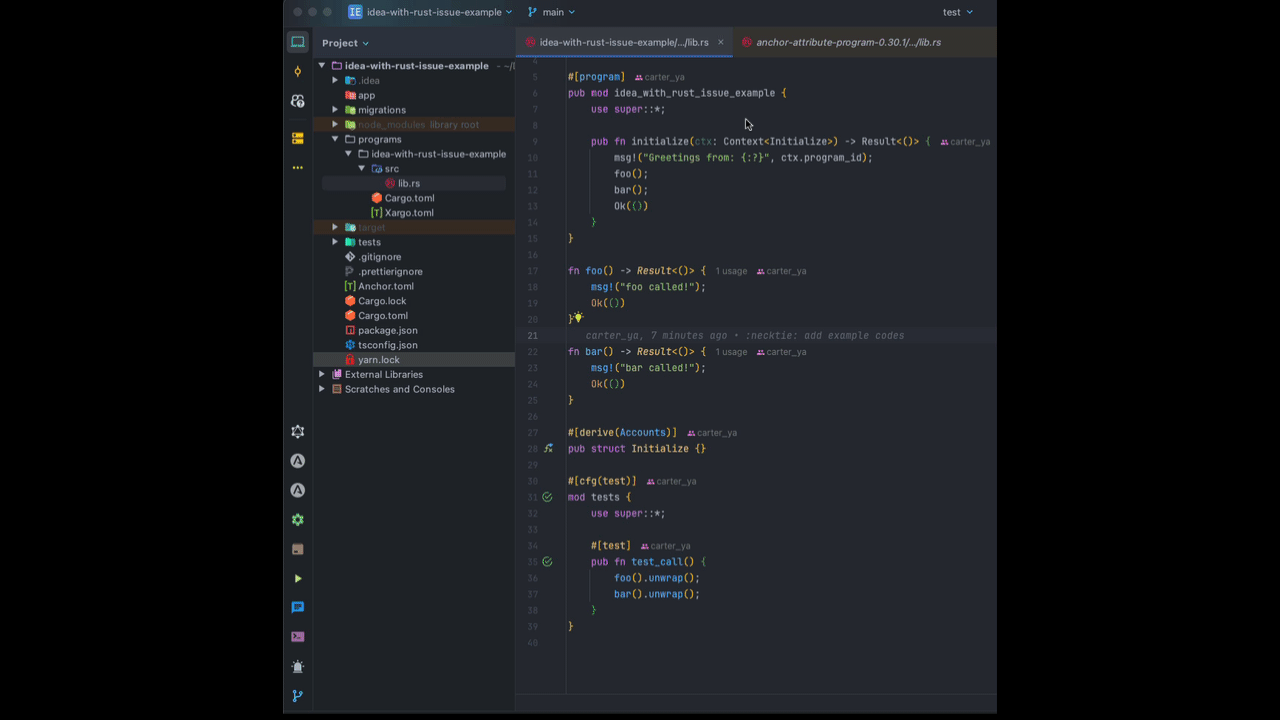 IE idea-with-rust-issue-example main test
Project
idea-with-rust-issue-example/.../lib.rs ×
anchor-attribute-program-0.30.1/.../lib.rs
idea-with-rust-issue-example
.idea
app
migrations
node_modules library root
programs
idea-with-rust-issue-example
src
lib.rs
Cargo.toml
Xargo.toml
target
tests
.gitignore
.prettierignore
Anchor.toml
Cargo.lock
Cargo.toml
package.json
tsconfig.json
yarn.lock
External Libraries
Scratches and Consoles
4
5 #[program] carter_ya
6 pub mod idea_with_rust_issue_example {
7 use super::*;
8
9 pub fn initialize(ctx: Context<Initialize>) -> Result<()> { carter_ya
10 msg!("Greetings from: {:?}", ctx.program_id);
11 foo();
12 bar();
13 Ok(())
14 }
15 }
16
17 fn foo() -> Result<()> { 1 usage carter_ya
18 msg!("foo called!");
19 Ok(())
20 }
21 carter_ya, 7 minutes ago • :necktie: add example codes
22 fn bar() -> Result<()> { 1 usage carter_ya
23 msg!("bar called!");
24 Ok(())
25 }
26
27 #[derive(Accounts)] carter_ya
28 pub struct Initialize {}
29
30 #[cfg(test)] carter_ya
31 mod tests {
32 use super::*;
33
34 #[test] carter_ya
35 pub fn test_call() {
36 foo().unwrap();
37 bar().unwrap();
38 }
39 }
40